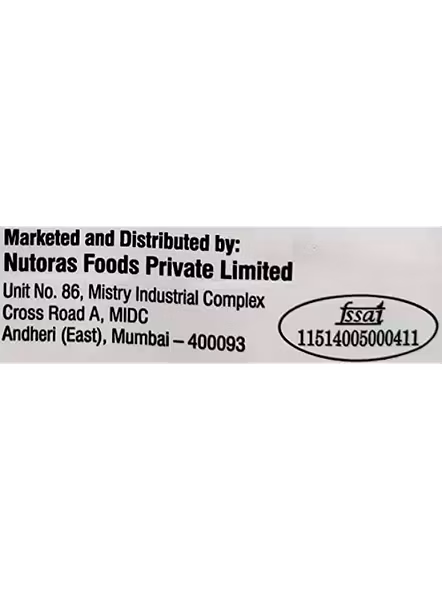 Marketed and Distributed by:
Nutoras Foods Private Limited
Unit No. 86, Mistry Industrial Complex
Cross Road A, MIDC
Andheri (East), Mumbai – 400093
fssai
11514005000411